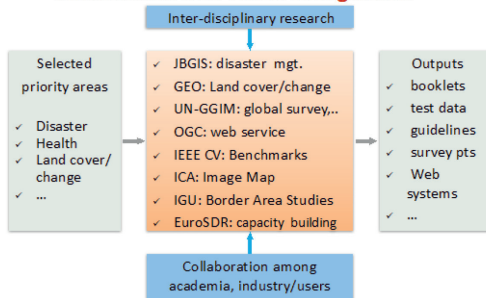 Inter-disciplinary research
Selected
priority areas
✓ Disaster
✓ Health
✓ Land cover/
change
✓ ...
✓ JBGIS: disaster mgt.
✓ GEO: Land cover/change
✓ UN-GGIM: global survey,..
✓ OGC: web service
✓ IEEE CV: Benchmarks
✓ ICA: Image Map
✓ IGU: Border Area Studies
✓ EuroSDR: capacity building
Outputs
✓ booklets
✓ test data
✓ guidelines
✓ survey pts
✓ Web
systems
✓ ...
Collaboration among
academia, industry/users